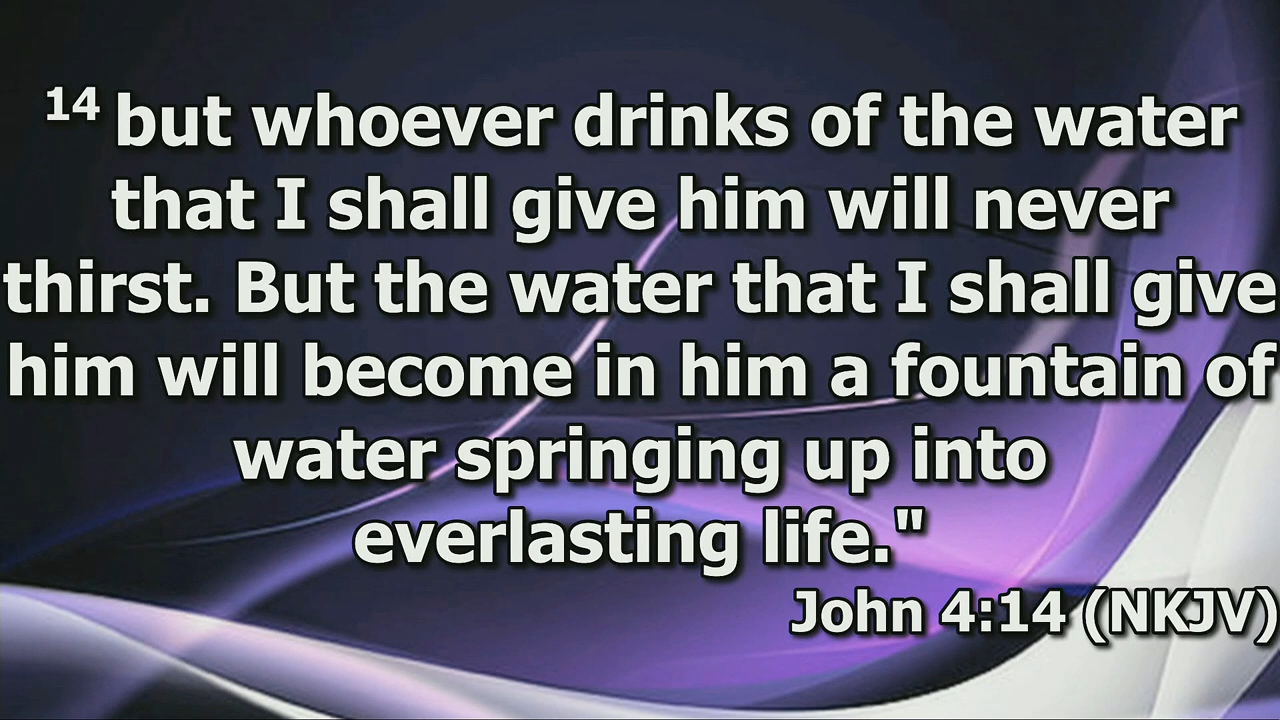 14 but whoever drinks of the water
that I shall give him will never
thirst. But the water that I shall give
him will become in him a fountain of
water springing up into
everlasting life."
John 4:14 (NKJV)